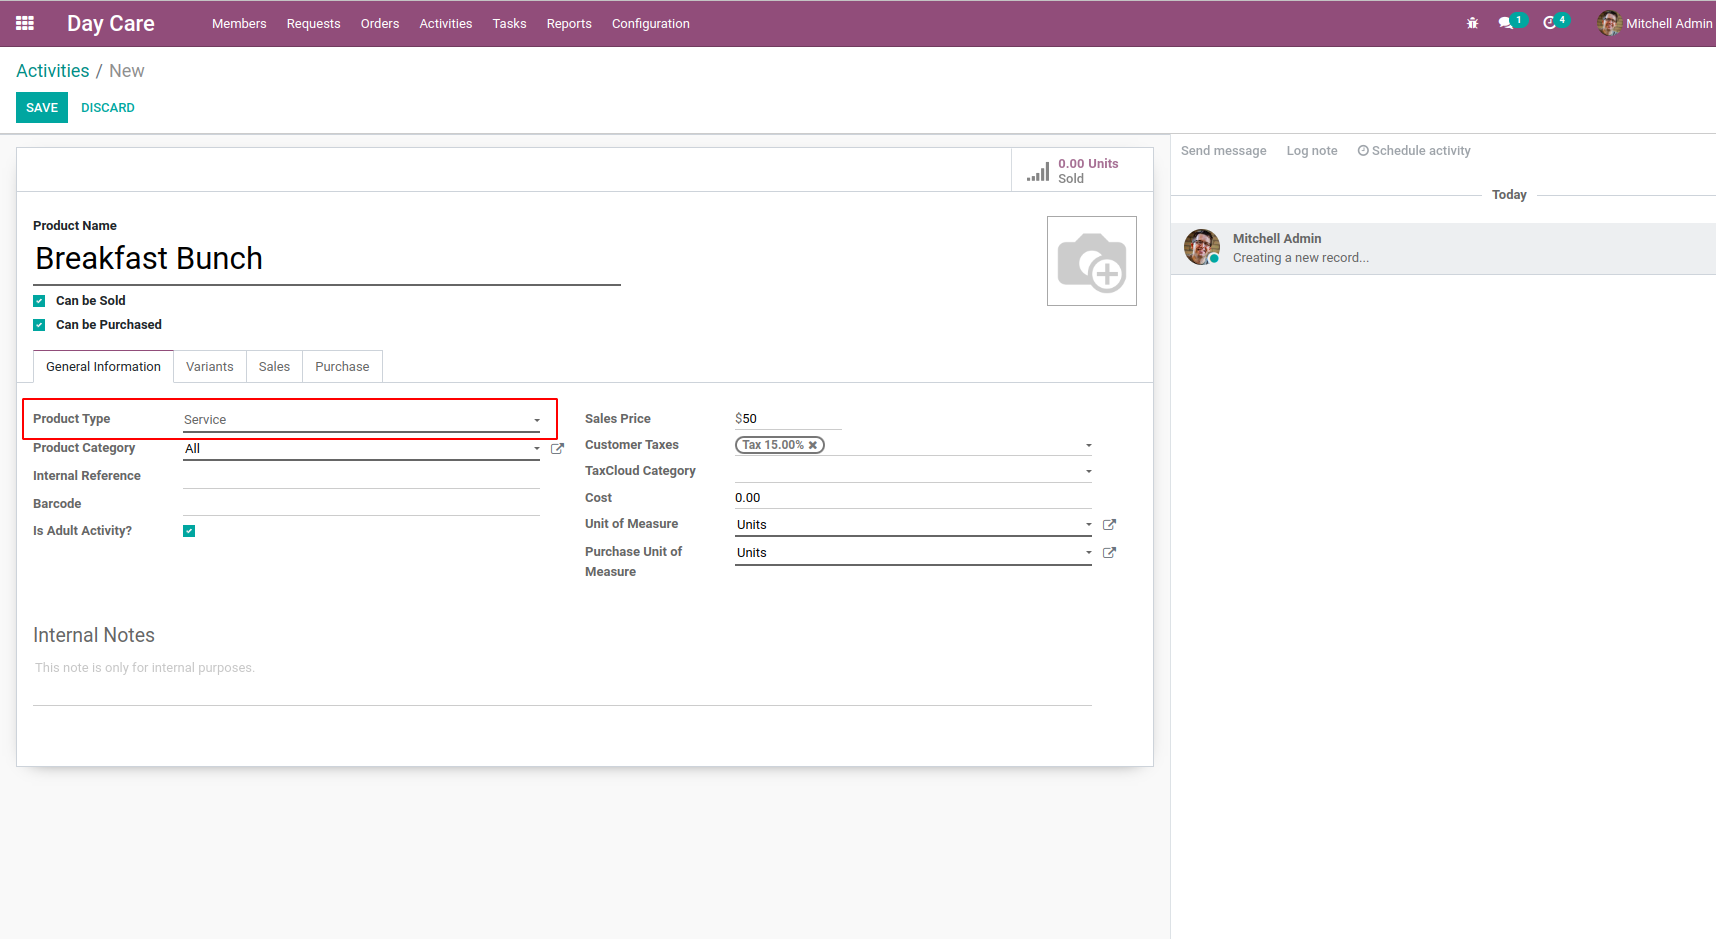 Day Care Members Requests Orders Activities Tasks Reports Configuration 1 4 Mitchell Admin
Activities / New
SAVE DISCARD
Send message Log note Schedule activity
0.00 Units
Sold
Today
Product Name
Breakfast Bunch
Mitchell Admin
Creating a new record...
Can be Sold
Can be Purchased
General Information Variants Sales Purchase
Product Type Service
Product Category All
Internal Reference
Barcode
Is Adult Activity?
Sales Price $50
Customer Taxes Tax 15.00% ✖
TaxCloud Category
Cost 0.00
Unit of Measure Units
Purchase Unit of Units
Measure
Internal Notes
This note is only for internal purposes.